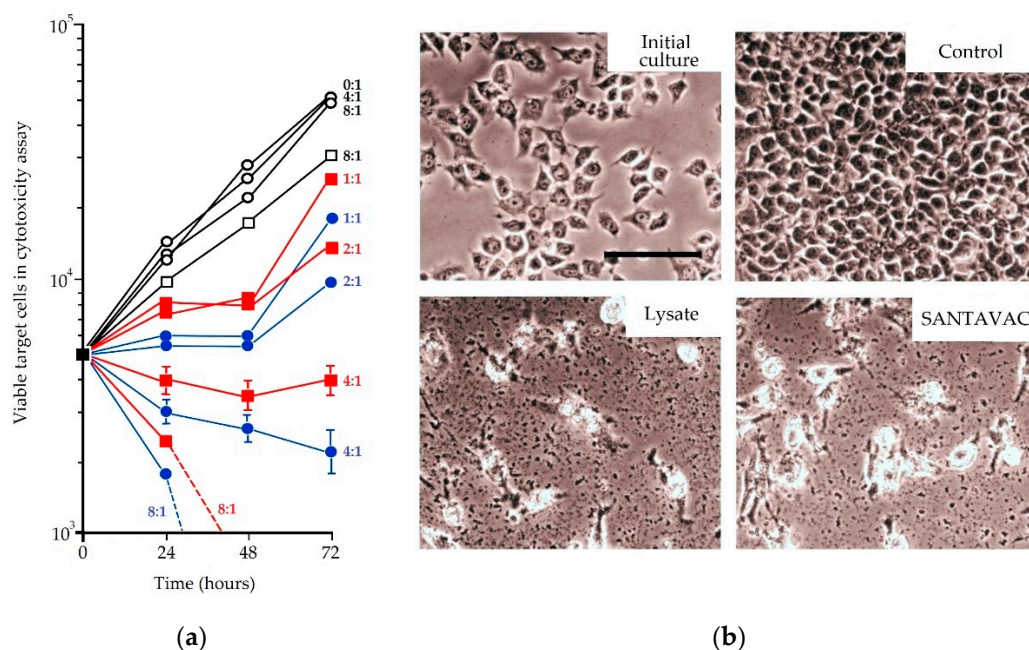 10⁵
10⁴
10³
Viable target cells in cytotoxicity assay
0:1
4:1
8:1
8:1
1:1
1:1
2:1
2:1
4:1
4:1
8:1
8:1
0
24
48
72
Time (hours)
(a)
Initial
culture
Control
Lysate
SANTAVAC
(b)